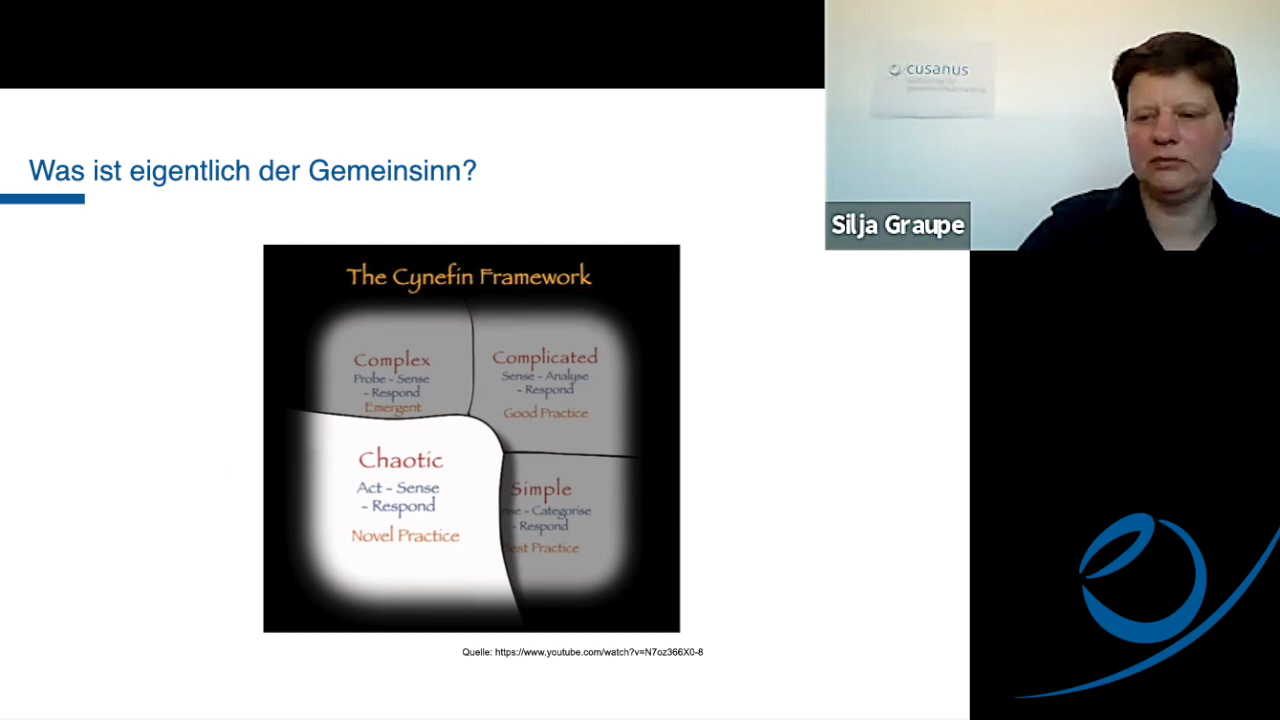 cusanus
Silja Graupe
Was ist eigentlich der Gemeinsinn?
The Cynefin Framework
Complex
Probe - Sense
- Respond
Emergent
Complicated
Sense - Analyse
- Respond
Good Practice
Chaotic
Act - Sense
- Respond
Novel Practice
Simple
- Categorise
- Respond
Practice
Quelle: https://www.youtube.com/watch?v=N7oz366X0-8